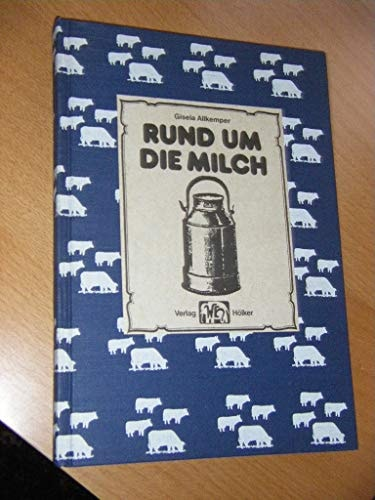 Gisela Allkemper
RUND UM
DIE MILCH
Verlag Hölker